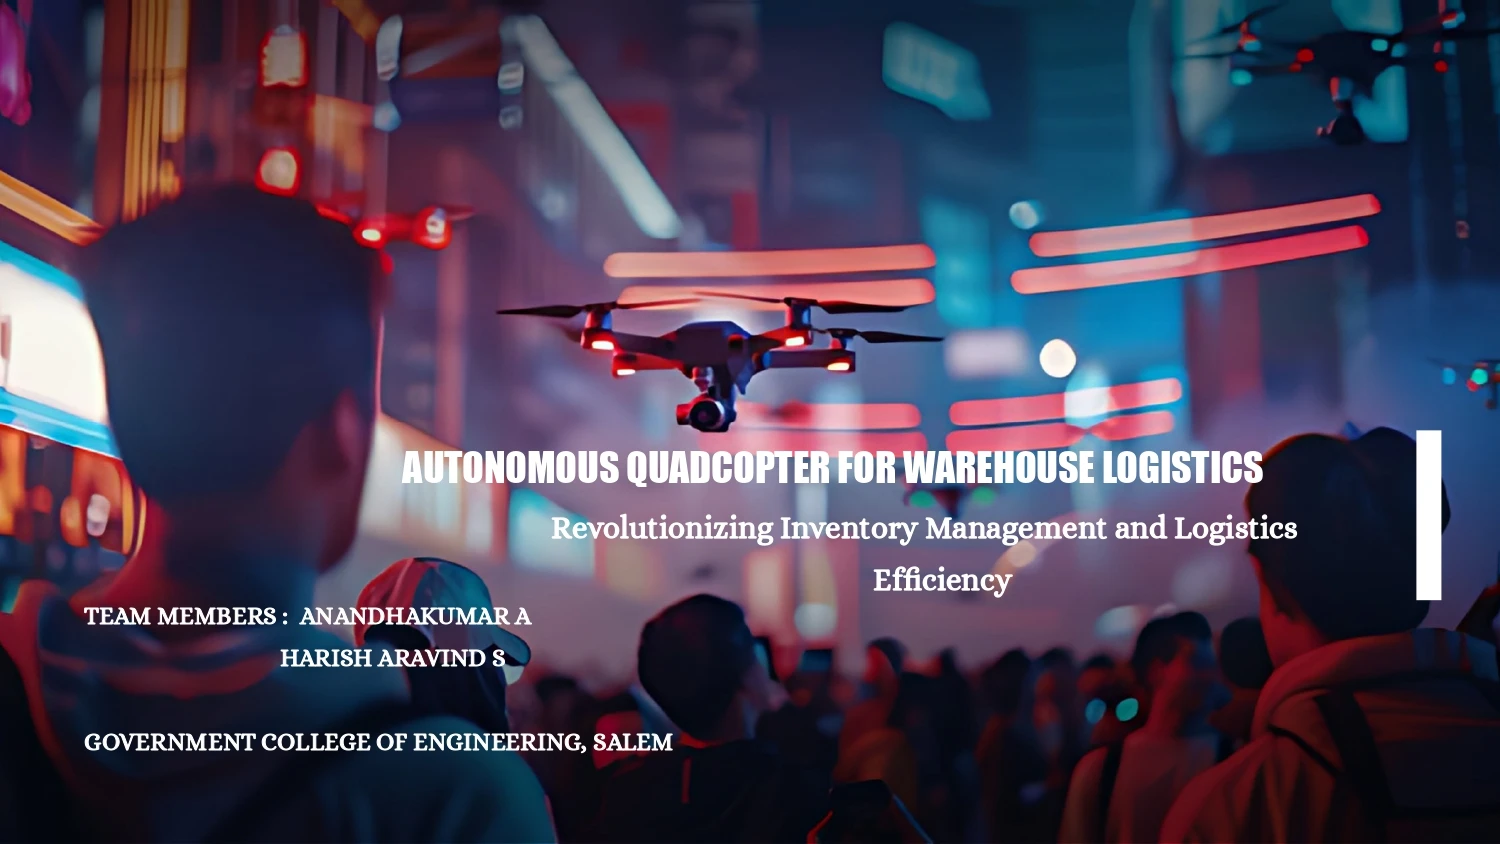 AUTONOMOUS QUADCOPTER FOR WAREHOUSE LOGISTICS
Revolutionizing Inventory Management and Logistics
Efficiency
TEAM MEMBERS : ANANDHAKUMAR A
HARISH ARAVIND S
GOVERNMENT COLLEGE OF ENGINEERING, SALEM